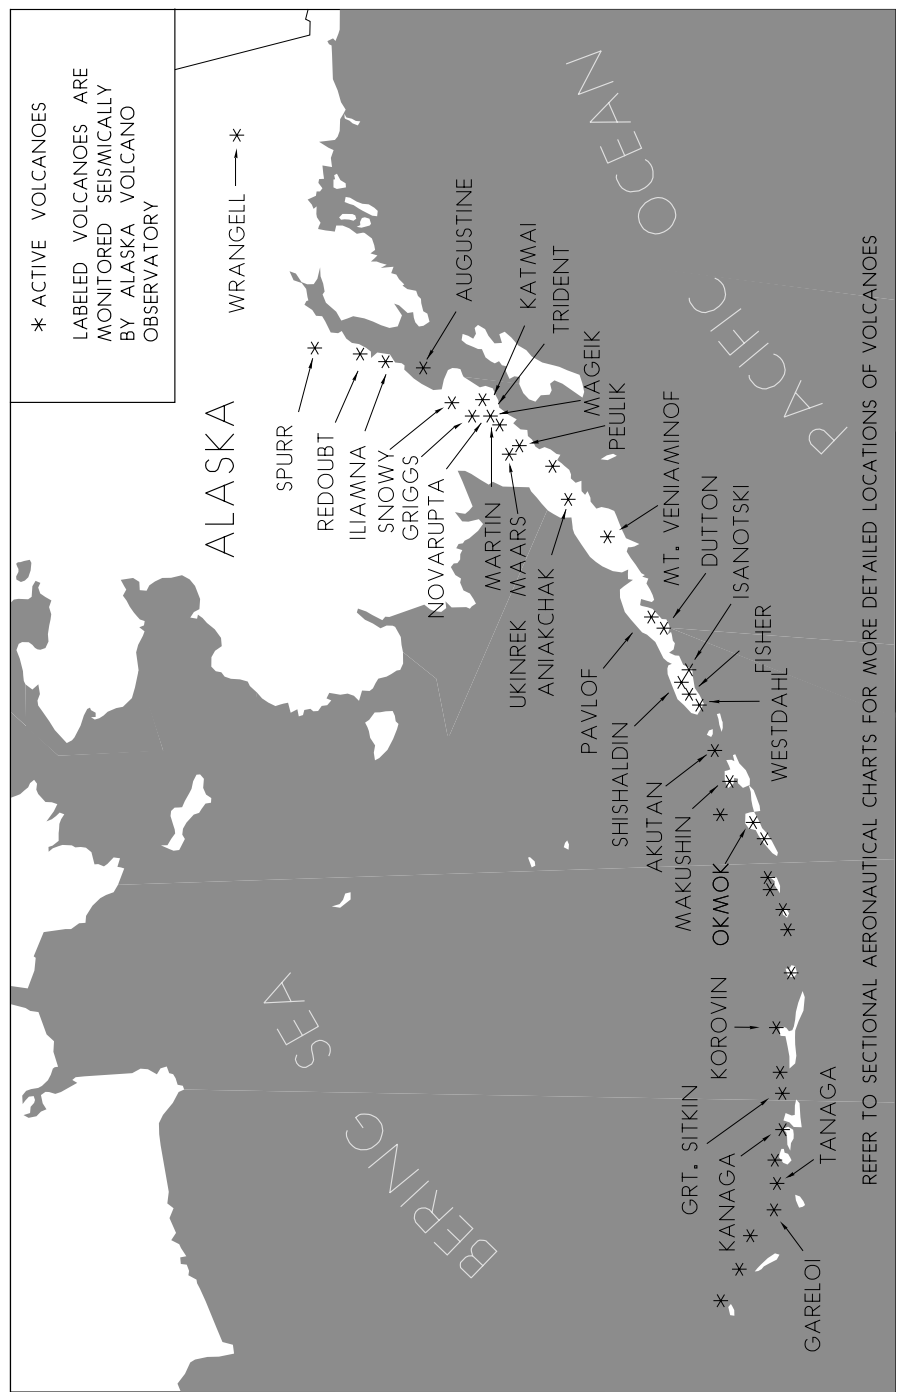 * ACTIVE VOLCANOES
LABELED VOLCANOES ARE
MONITORED SEISMICALLY
BY ALASKA VOLCANO
OBSERVATORY
WRANGELL
ALASKA
SPURR
REDOUBT
ILIAMNA
SNOWY
GRIGGS
NOVARUPTA
MARTIN
UKINREK MAARS
ANIAKCHAK
AUGUSTINE
KATMAI
TRIDENT
MAGEIK
PEULIK
MT. VENIAMINOF
DUTTON
ISANOTSKI
FISHER
WESTDAHL
PAVLOF
SHISHALDIN
AKUTAN
MAKUSHIN
OKMOK
KOROVIN
GRT. SITKIN
KANAGA
TANAGA
GARELOI
BERING SEA
PACIFIC OCEAN
REFER TO SECTIONAL AERONAUTICAL CHARTS FOR MORE DETAILED LOCATIONS OF VOLCANOES